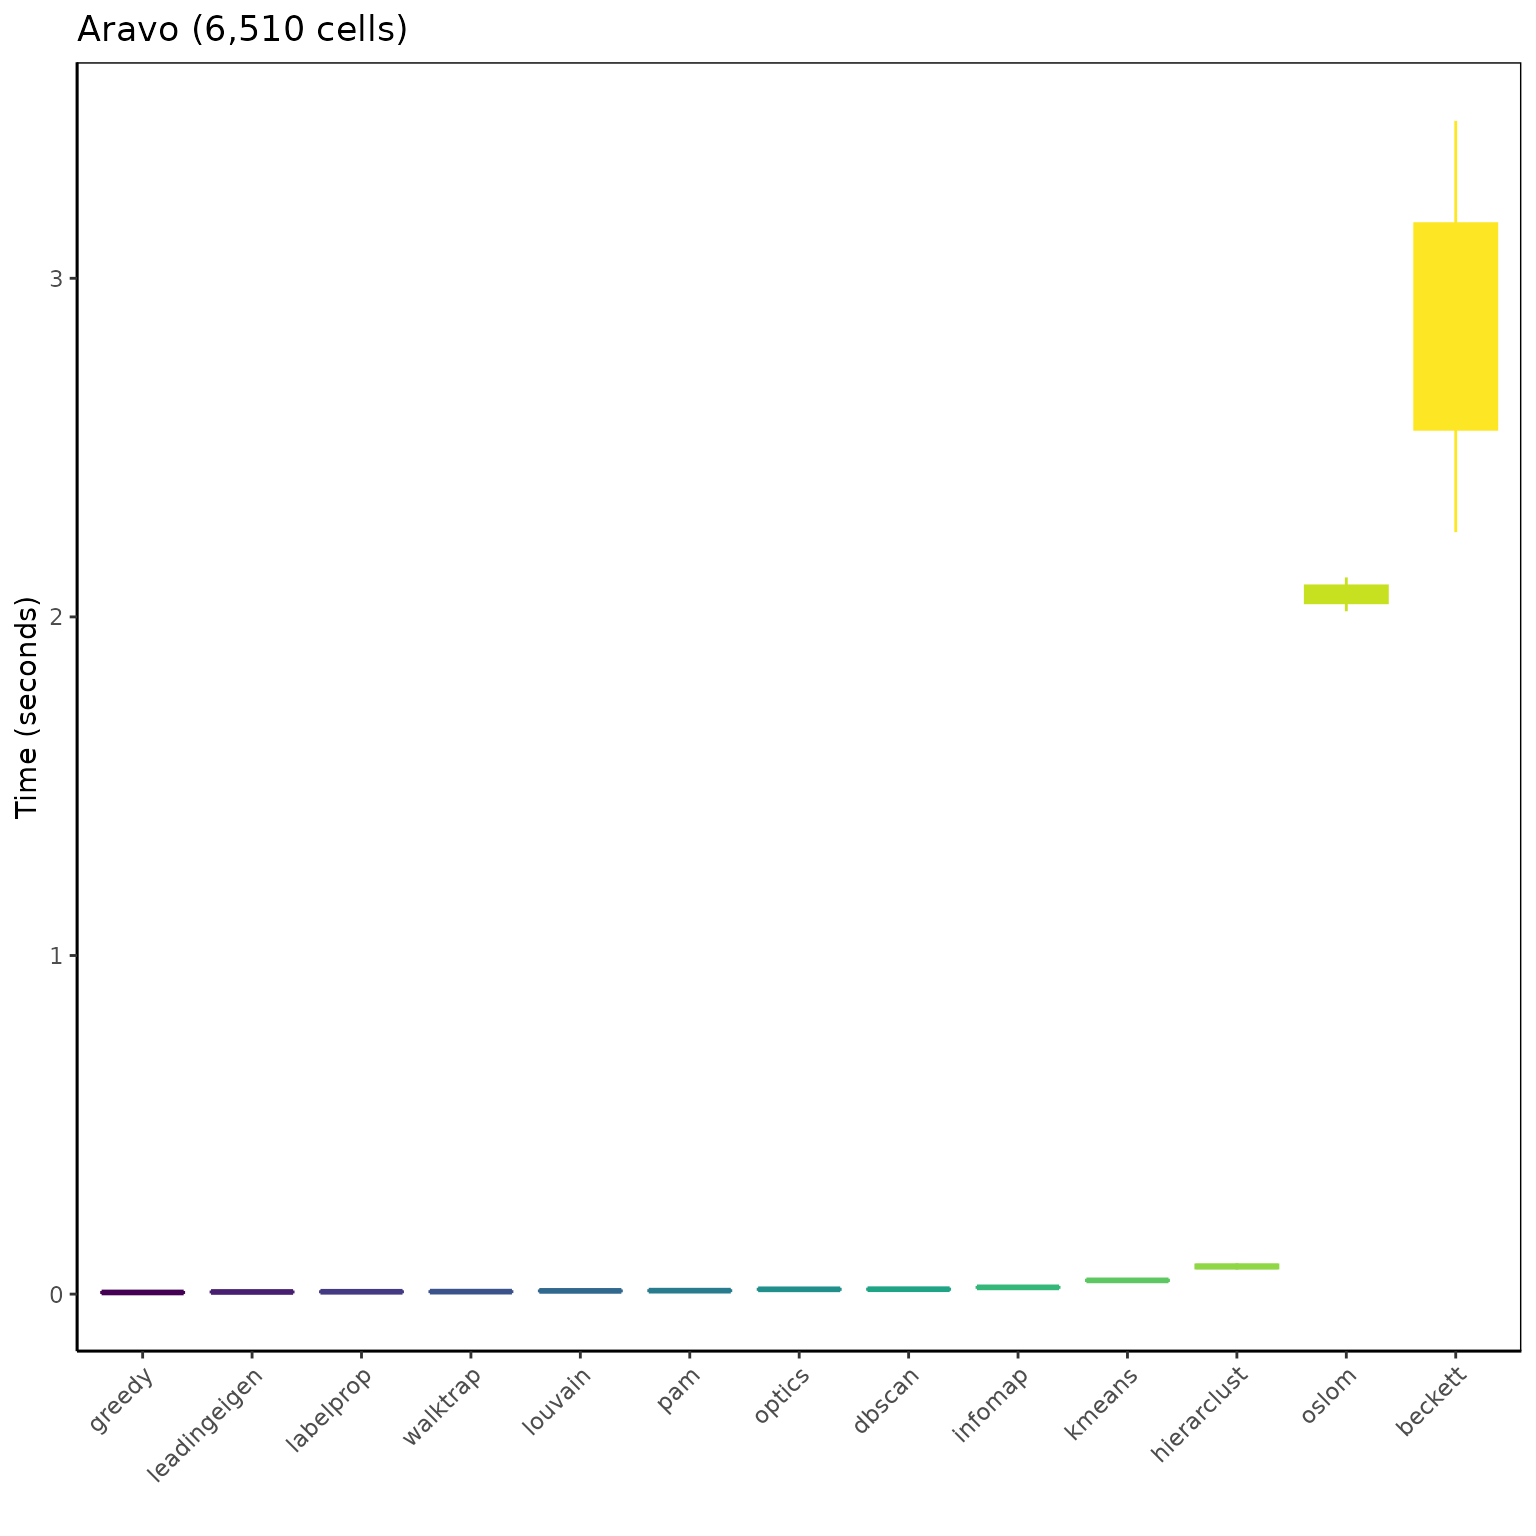 Aravo (6,510 cells)
Time (seconds)
3
2
1
0
greedy
leadingeigen
labelprop
walktrap
louvain
pam
optics
dbscan
infomap
kmeans
hierarclust
oslom
beckett